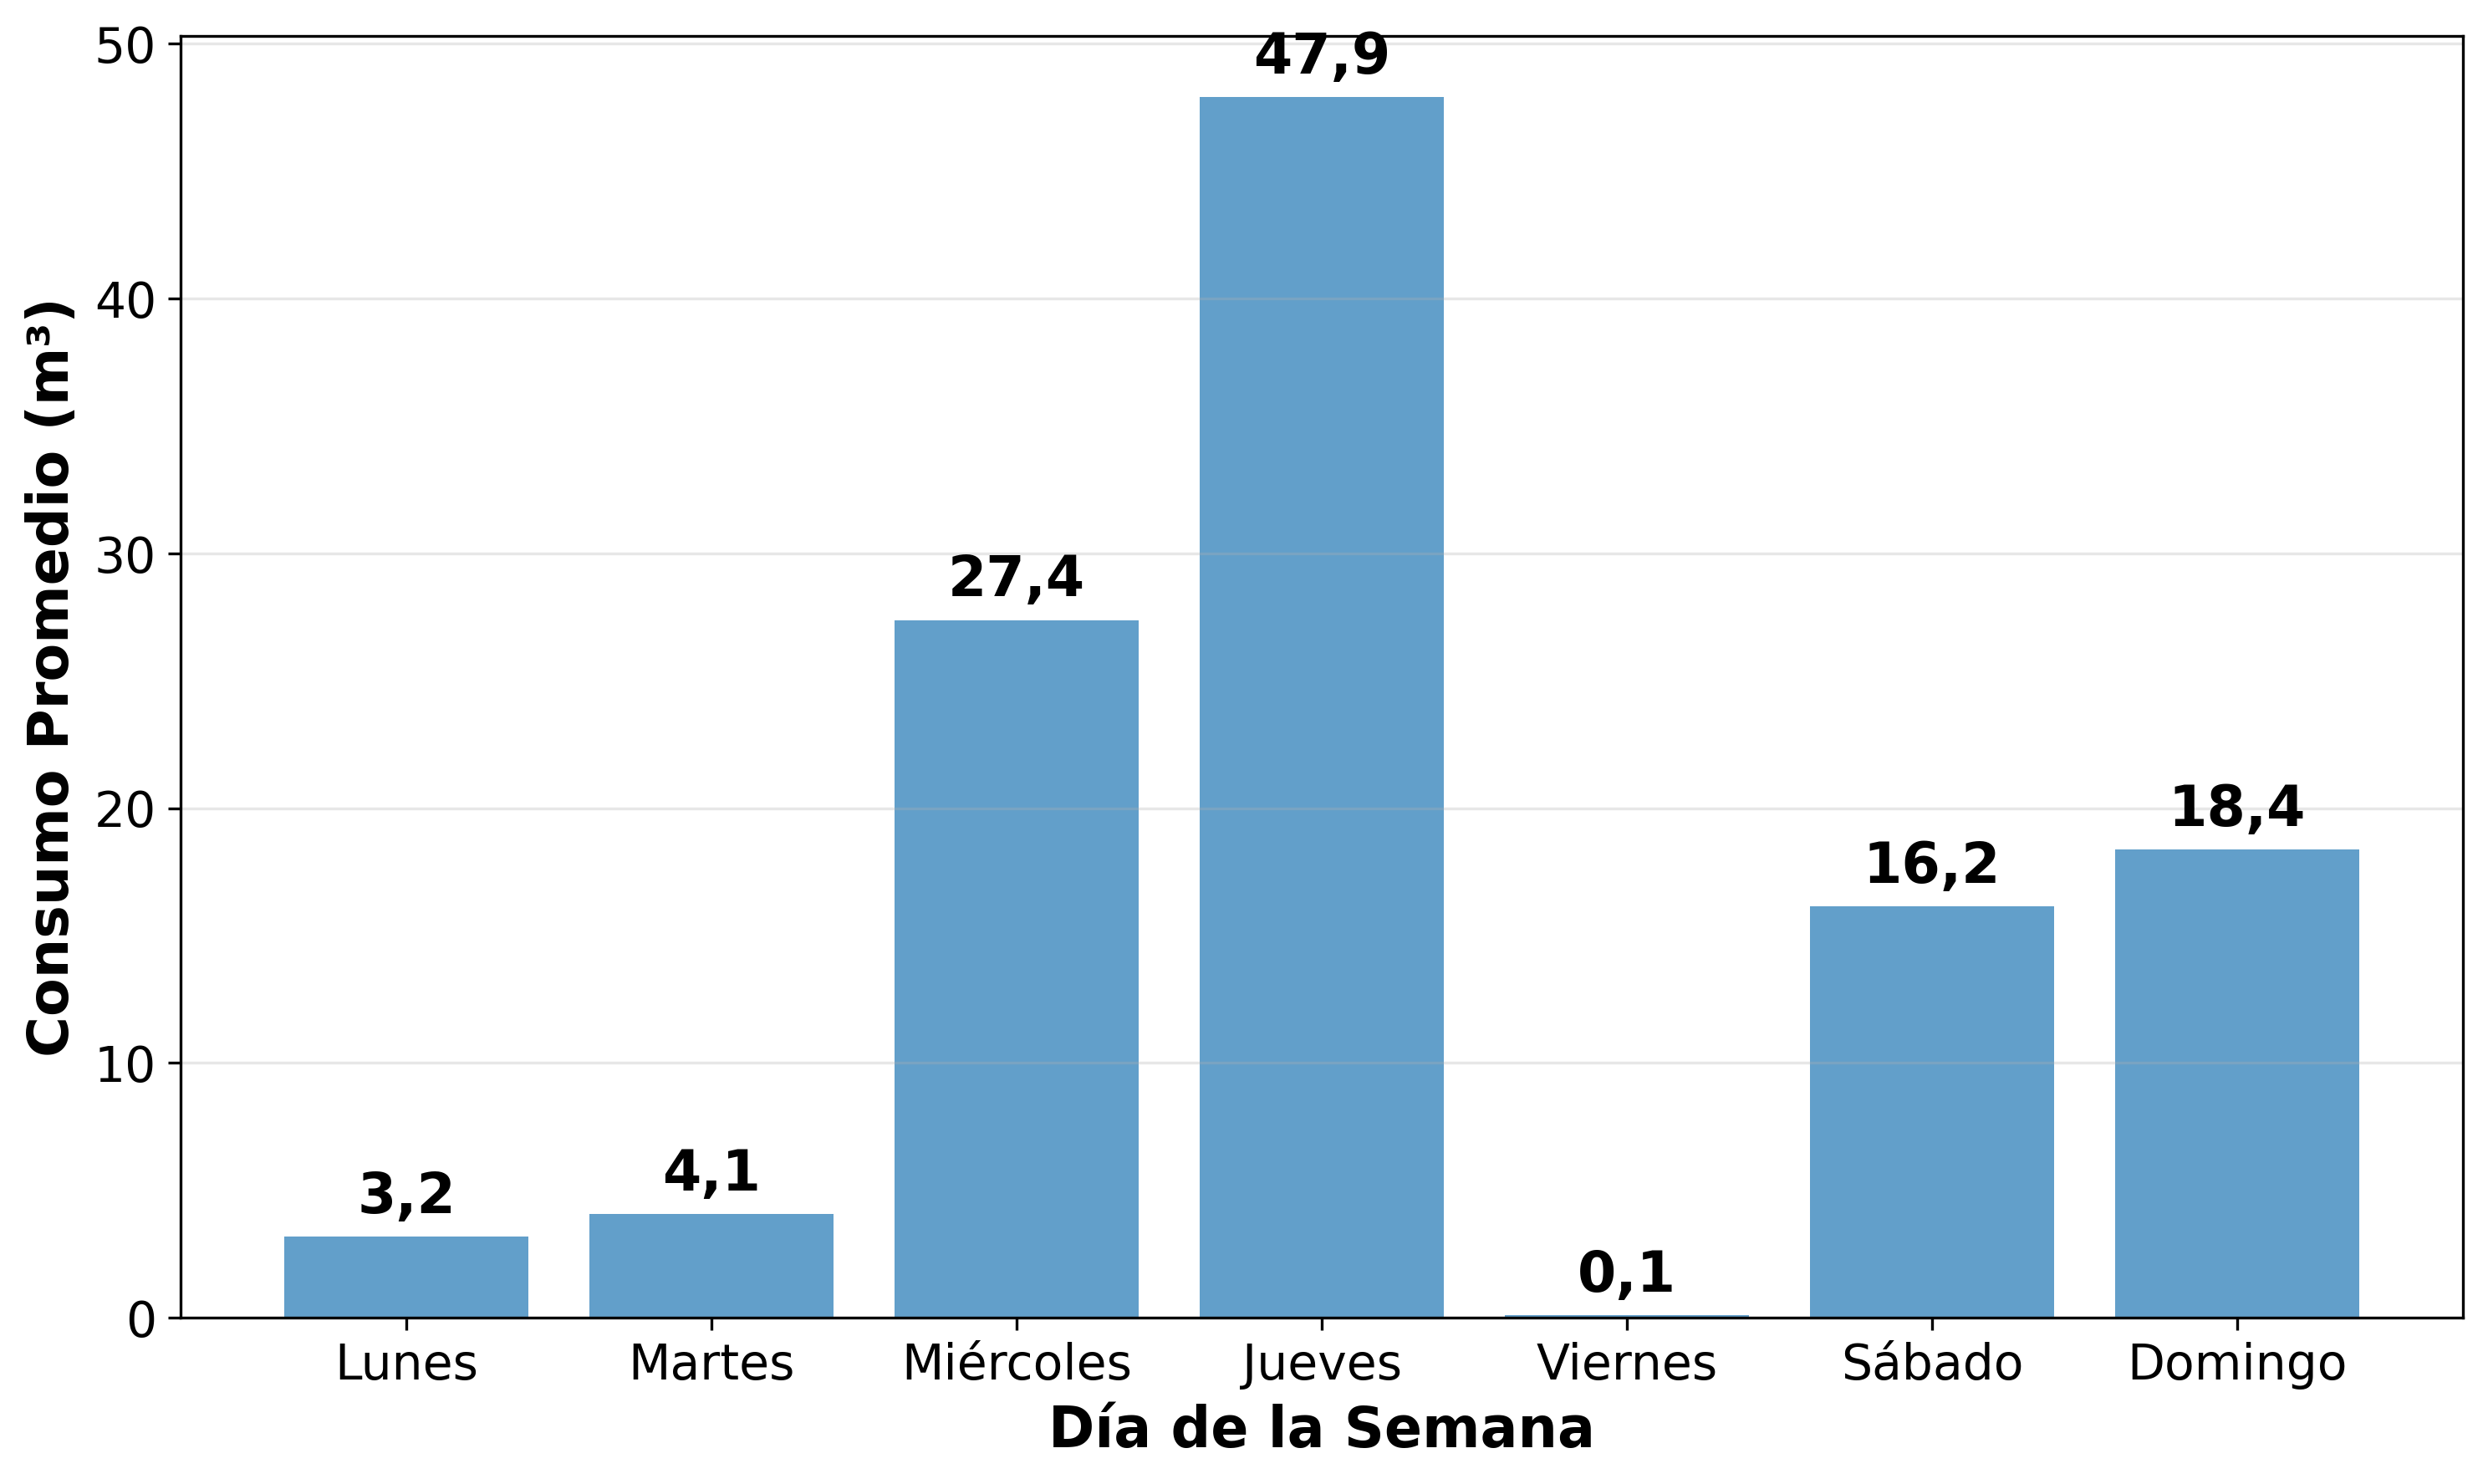 Consumo Promedio (m³)
50
40
30
20
10
0
3,2
4,1
27,4
47,9
0,1
16,2
18,4
Lunes
Martes
Miércoles
Jueves
Viernes
Sábado
Domingo
Día de la Semana